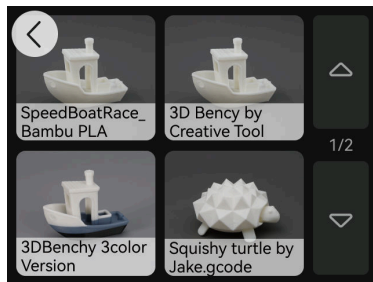 SpeedBoatRace_
Bambu PLA
3D Bency by
Creative Tool
1/2
3DBenchy 3color
Version
Squishy turtle by
Jake.gcode